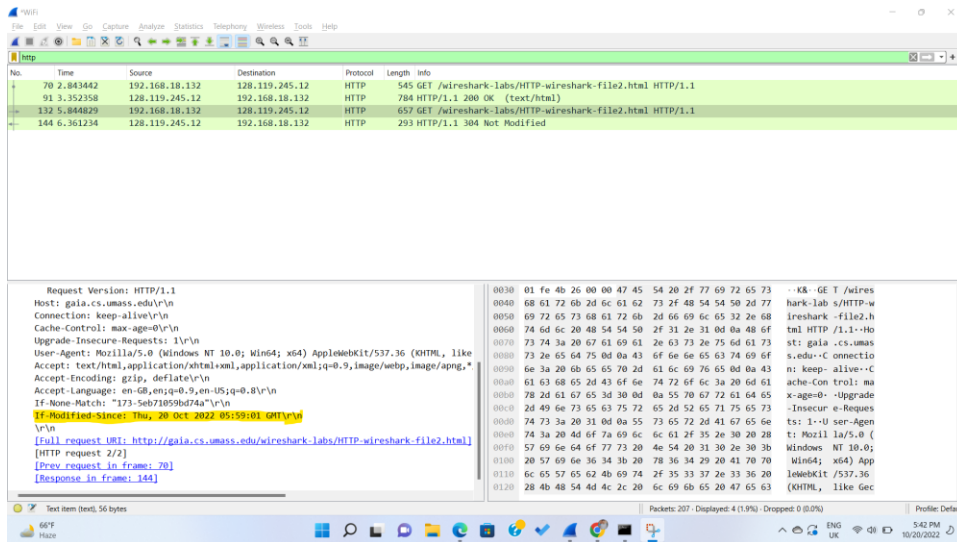 *WiFi
File Edit View Go Capture Analyze Statistics Telephony Wireless Tools Help
http
No. Time Source Destination Protocol Length Info
70 2.843442 192.168.18.132 128.119.245.12 HTTP 545 GET /wireshark-labs/HTTP-wireshark-file2.html HTTP/1.1
91 3.352358 128.119.245.12 192.168.18.132 HTTP 784 HTTP/1.1 200 OK (text/html)
132 5.844829 192.168.18.132 128.119.245.12 HTTP 657 GET /wireshark-labs/HTTP-wireshark-file2.html HTTP/1.1
144 6.361234 128.119.245.12 192.168.18.132 HTTP 293 HTTP/1.1 304 Not Modified
Request Version: HTTP/1.1
Host: gaia.cs.umass.edu\r\n
Connection: keep-alive\r\n
Cache-Control: max-age=0\r\n
Upgrade-Insecure-Requests: 1\r\n
User-Agent: Mozilla/5.0 (Windows NT 10.0; Win64; x64) AppleWebKit/537.36 (KHTML, like
Accept: text/html,application/xhtml+xml,application/xml;q=0.9,image/webp,image/apng,*
Accept-Encoding: gzip, deflate\r\n
Accept-Language: en-GB,en;q=0.9,en-US;q=0.8\r\n
If-None-Match: "173-5eb71059bd74a"\r\n
If-Modified-Since: Thu, 20 Oct 2022 05:59:01 GMT\r\n
\r\n
[Full request URI: http://gaia.cs.umass.edu/wireshark-labs/HTTP-wireshark-file2.html]
[HTTP request 2/2]
[Prev request in frame: 70]
[Response in frame: 144]
0030 01 fe 4b 26 00 00 47 45 54 20 2f 77 69 72 65 73 ··K&··GE T /wires
0040 68 61 72 6b 2d 6c 61 62 73 2f 48 54 54 50 2d 77 hark-lab s/HTTP-w
0050 69 72 65 73 68 61 72 6b 2d 66 69 6c 65 32 2e 68 ireshark -file2.h
0060 74 6d 6c 20 48 54 54 50 2f 31 2e 31 0d 0a 48 6f tml HTTP /1.1··Ho
0070 73 74 3a 20 67 61 69 61 2e 63 73 2e 75 6d 61 73 st: gaia .cs.umas
0080 73 2e 65 64 75 0d 0a 43 6f 6e 6e 65 63 74 69 6f s.edu··C onnectio
0090 6e 3a 20 6b 65 65 70 2d 61 6c 69 76 65 0d 0a 43 n: keep- alive··C
00a0 61 63 68 65 2d 43 6f 6e 74 72 6f 6c 3a 20 6d 61 ache-Con trol: ma
00b0 78 2d 61 67 65 3d 30 0d 0a 55 70 67 72 61 64 65 x-age=0· ·Upgrade
00c0 2d 49 6e 73 65 63 75 72 65 2d 52 65 71 75 65 73 -Insecur e-Reques
00d0 74 73 3a 20 31 0d 0a 55 73 65 72 2d 41 67 65 6e ts: 1··U ser-Agen
00e0 74 3a 20 4d 6f 7a 69 6c 6c 61 2f 35 2e 30 20 28 t: Mozil la/5.0 (
00f0 57 69 6e 64 6f 77 73 20 4e 54 20 31 30 2e 30 3b Windows NT 10.0;
0100 20 57 69 6e 36 34 3b 20 78 36 34 29 20 41 70 70 Win64; x64) App
0110 6c 65 57 65 62 4b 69 74 2f 35 33 37 2e 33 36 20 leWebKit /537.36
0120 28 4b 48 54 4d 4c 2c 20 6c 69 6b 65 20 47 65 63 (KHTML, like Gec
Text item (text), 56 bytes Packets: 207 · Displayed: 4 (1.9%) · Dropped: 0 (0.0%) Profile: Defa
66°F
Haze
ENG
UK
5:42 PM
10/20/2022